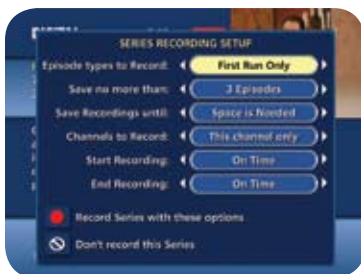 SERIES RECORDING SETUP
Episode types to Record: First Run Only
Save no more than: 3 Episodes
Save Recordings until: Space is Needed
Channels to Record: This channel only
Start Recording: On Time
End Recording: On Time
Record Series with these options
Don't record this Series